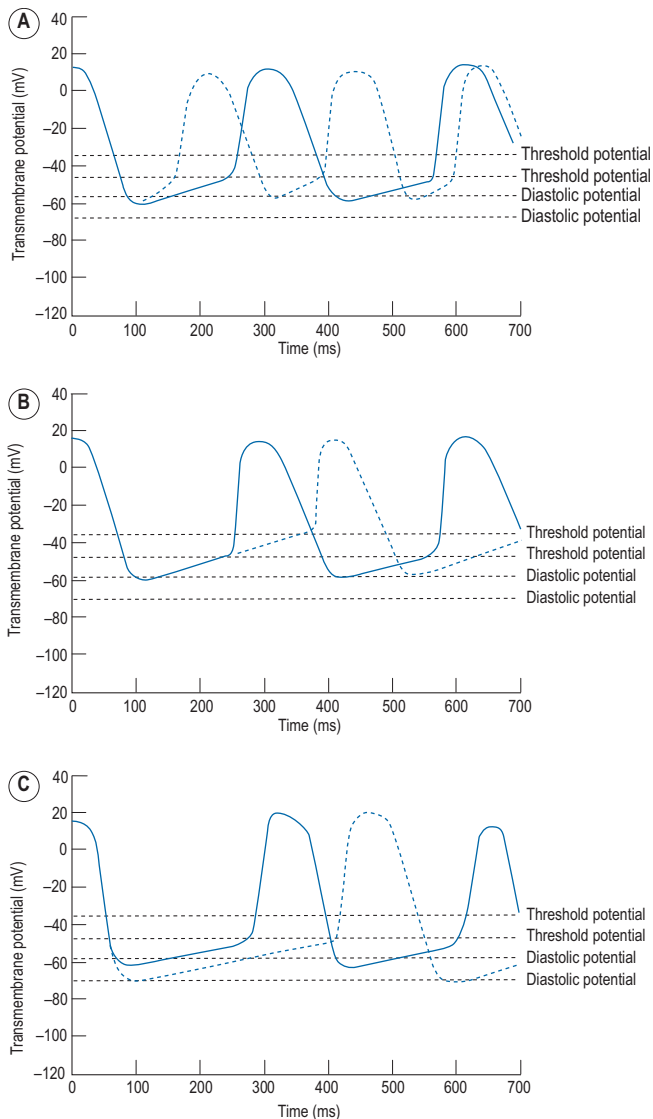 A
Transmembrane potential (mV)
40
20
0
–20
–40
–60
–80
–100
–120
Threshold potential
Threshold potential
Diastolic potential
Diastolic potential
0 100 200 300 400 500 600 700
Time (ms)
B
Transmembrane potential (mV)
40
20
0
–20
–40
–60
–80
–100
–120
Threshold potential
Threshold potential
Diastolic potential
Diastolic potential
0 100 200 300 400 500 600 700
Time (ms)
C
Transmembrane potential (mV)
40
20
0
–20
–40
–60
–80
–100
–120
Threshold potential
Threshold potential
Diastolic potential
Diastolic potential
0 100 200 300 400 500 600 700
Time (ms)